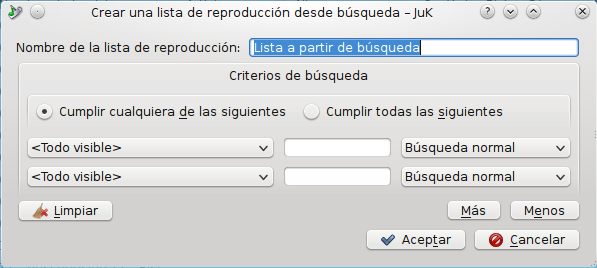 Crear una lista de reproducción desde búsqueda – JuK
Nombre de la lista de reproducción: Lista a partir de búsqueda
Criterios de búsqueda
Cumplir cualquiera de las siguientes Cumplir todas las siguientes
<Todo visible> Búsqueda normal
<Todo visible> Búsqueda normal
Limpiar Más Menos
Aceptar Cancelar